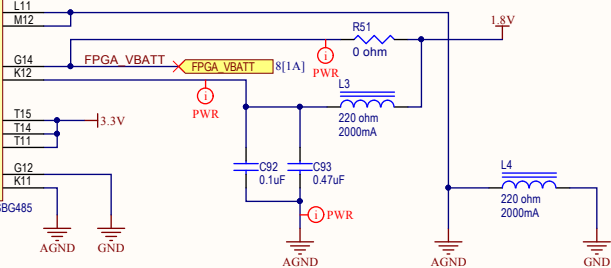 L11
M12
R51
0 ohm
1.8V
G14
FPGA_VBATT
FPGA_VBATT
8[1A]
K12
PWR
PWR
L3
220 ohm
2000mA
T15
T14
T11
3.3V
G12
K11
C92
0.1uF
C93
0.47uF
L4
220 ohm
2000mA
PWR
BG485
AGND
GND
AGND
AGND
GND